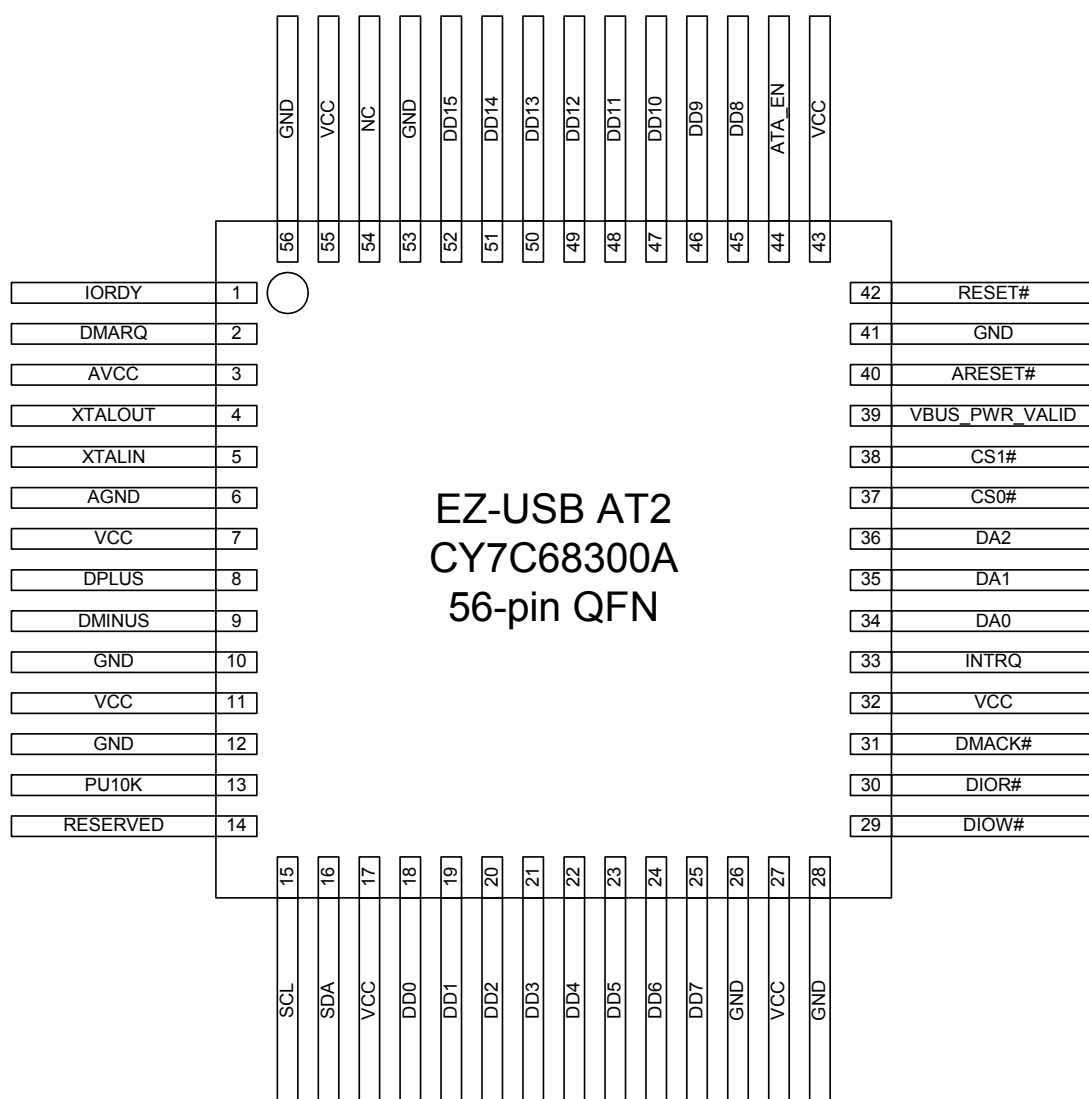 GND
VCC
NC
GND
DD15
DD14
DD13
DD12
DD11
DD10
DD9
DD8
ATA_EN
VCC
56
55
54
53
52
51
50
49
48
47
46
45
44
43
IORDY 1
DMARQ 2
AVCC 3
XTALOUT 4
XTALIN 5
AGND 6
VCC 7
DPLUS 8
DMINUS 9
GND 10
VCC 11
GND 12
PU10K 13
RESERVED 14
EZ-USB AT2
CY7C68300A
56-pin QFN
42 RESET#
41 GND
40 ARESET#
39 VBUS_PWR_VALID
38 CS1#
37 CS0#
36 DA2
35 DA1
34 DA0
33 INTRQ
32 VCC
31 DMACK#
30 DIOR#
29 DIOW#
15
16
17
18
19
20
21
22
23
24
25
26
27
28
SCL
SDA
VCC
DD0
DD1
DD2
DD3
DD4
DD5
DD6
DD7
GND
VCC
GND